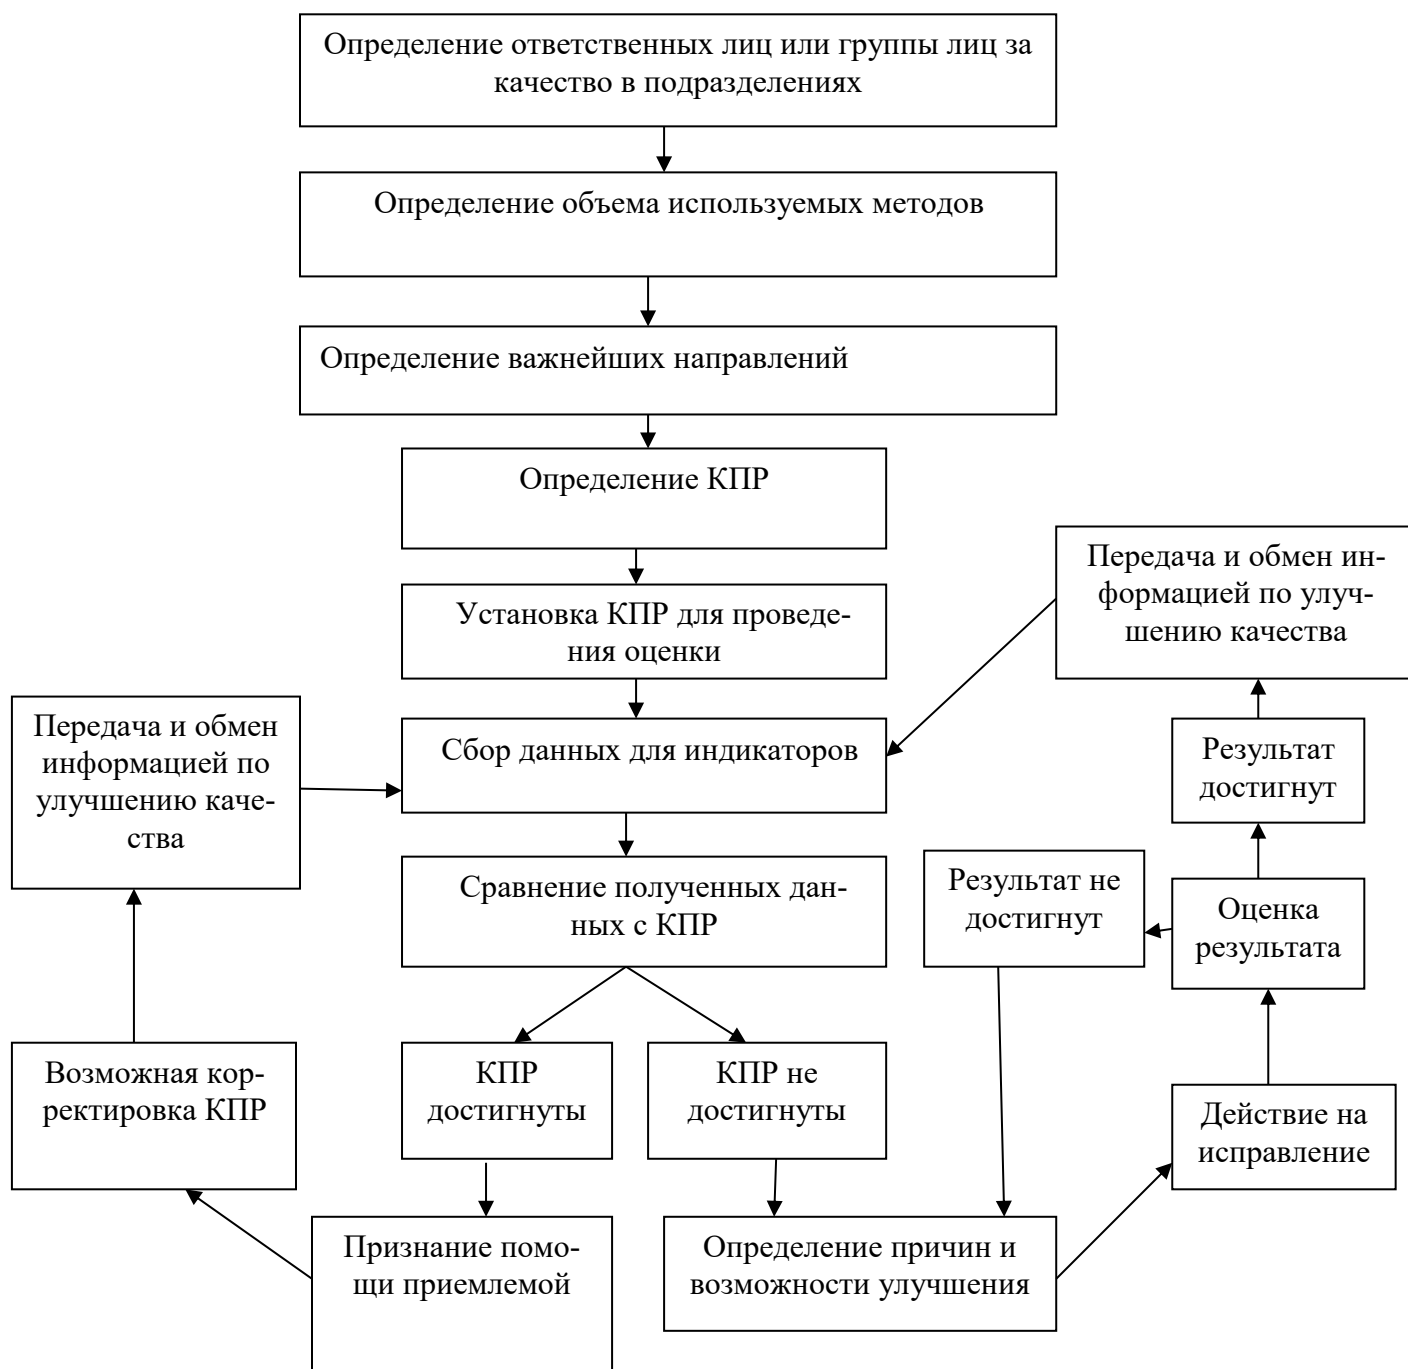 Определение ответственных лиц или группы лиц за
качество в подразделениях
Определение объема используемых методов
Определение важнейших направлений
Определение КПР
Установка КПР для проведе-
ния оценки
Сбор данных для индикаторов
Сравнение полученных дан-
ных с КПР
КПР
достигнуты
КПР не
достигнуты
Признание помо-
щи приемлемой
Возможная кор-
ректировка КПР
Передача и обмен
информацией по
улучшению каче-
ства
Определение причин и
возможности улучшения
Действие на
исправление
Оценка
результата
Результат не
достигнут
Результат
достигнут
Передача и обмен ин-
формацией по улуч-
шению качества